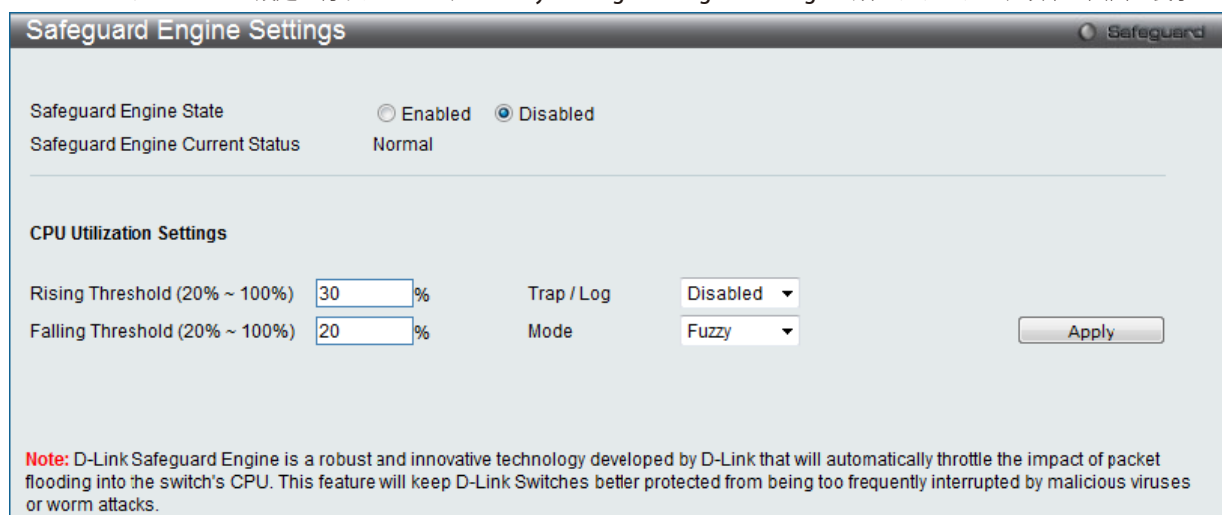 Safeguard Engine Settings
Safeguard
Safeguard Engine State Enabled Disabled
Safeguard Engine Current Status Normal
CPU Utilization Settings
Rising Threshold (20% ~ 100%) 30 % Trap / Log Disabled
Falling Threshold (20% ~ 100%) 20 % Mode Fuzzy Apply
Note: D-Link Safeguard Engine is a robust and innovative technology developed by D-Link that will automatically throttle the impact of packet
flooding into the switch's CPU. This feature will keep D-Link Switches better protected from being too frequently interrupted by malicious viruses
or worm attacks.